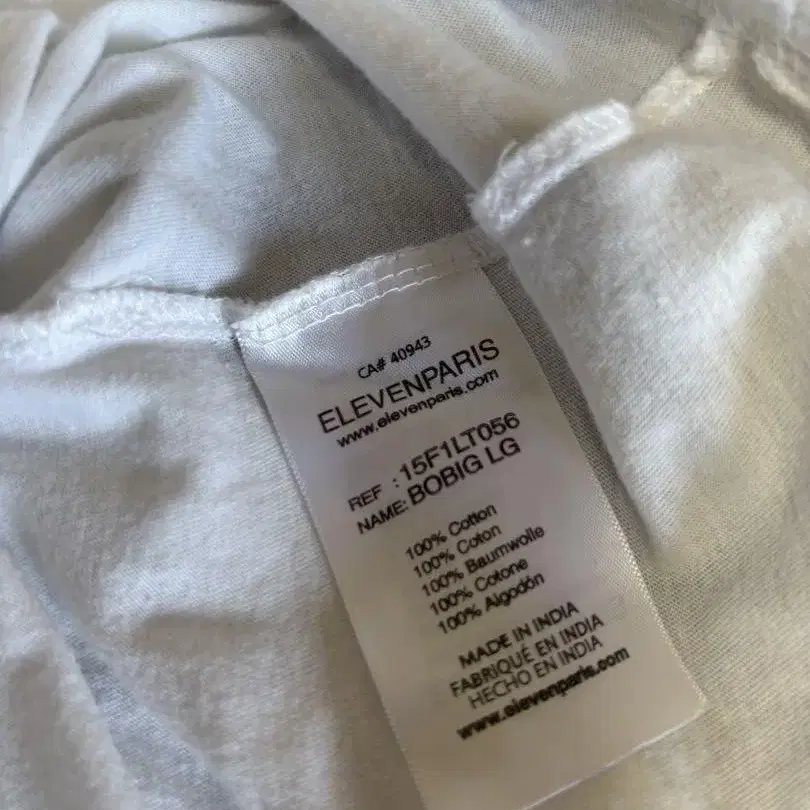 CA# 40943
ELEVENPARIS
www.elevenparis.com
REF : 15F1LT056
NAME: BOBIG LG
100% Cotton
100% Coton
100% Baumwolle
100% Cotone
100% Algodón
MADE IN INDIA
FABRIQUÉ EN INDIA
HECHO EN INDIA
www.elevenparis.com